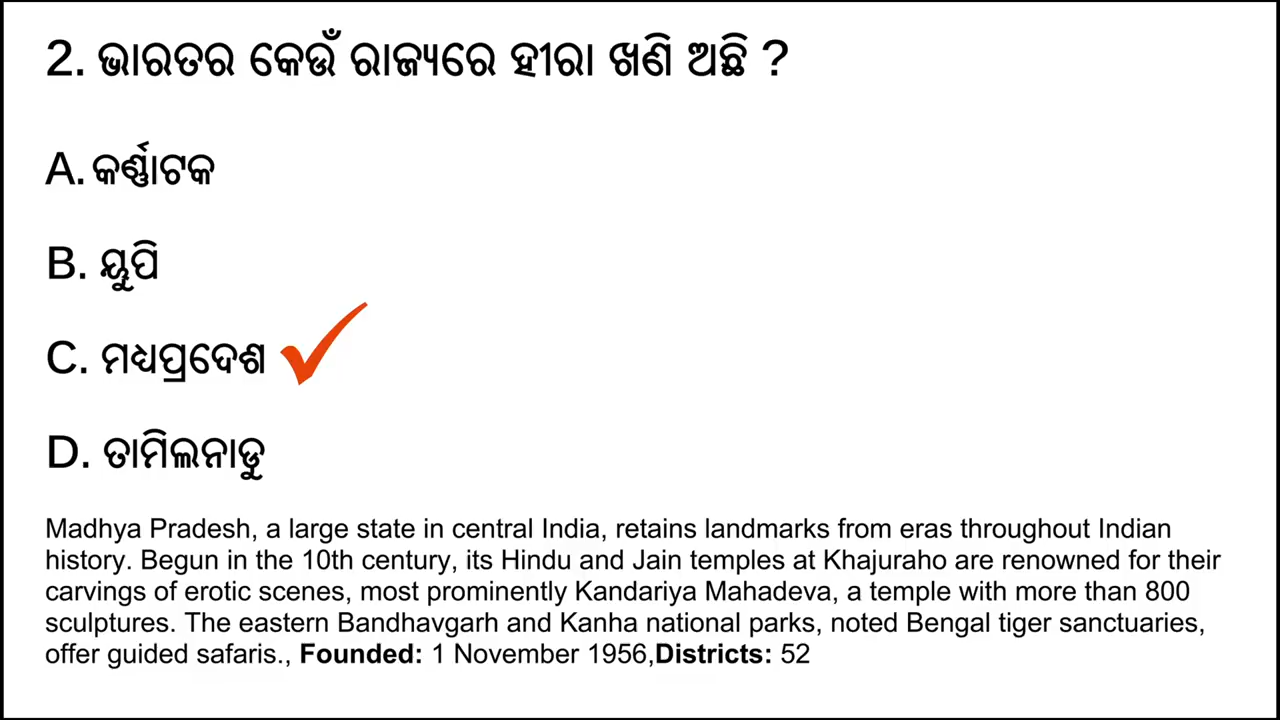 2. ଭାରତର କେଉଁ ରାଜ୍ୟରେ ହୀରା ଖଣି ଅଛି ?
A. କର୍ଣ୍ଣାଟକ
B. ୟୁପି
C. ମଧ୍ୟପ୍ରଦେଶ
D. ତାମିଲନାଡୁ
Madhya Pradesh, a large state in central India, retains landmarks from eras throughout Indian
history. Begun in the 10th century, its Hindu and Jain temples at Khajuraho are renowned for their
carvings of erotic scenes, most prominently Kandariya Mahadeva, a temple with more than 800
sculptures. The eastern Bandhavgarh and Kanha national parks, noted Bengal tiger sanctuaries,
offer guided safaris., Founded: 1 November 1956,Districts: 52